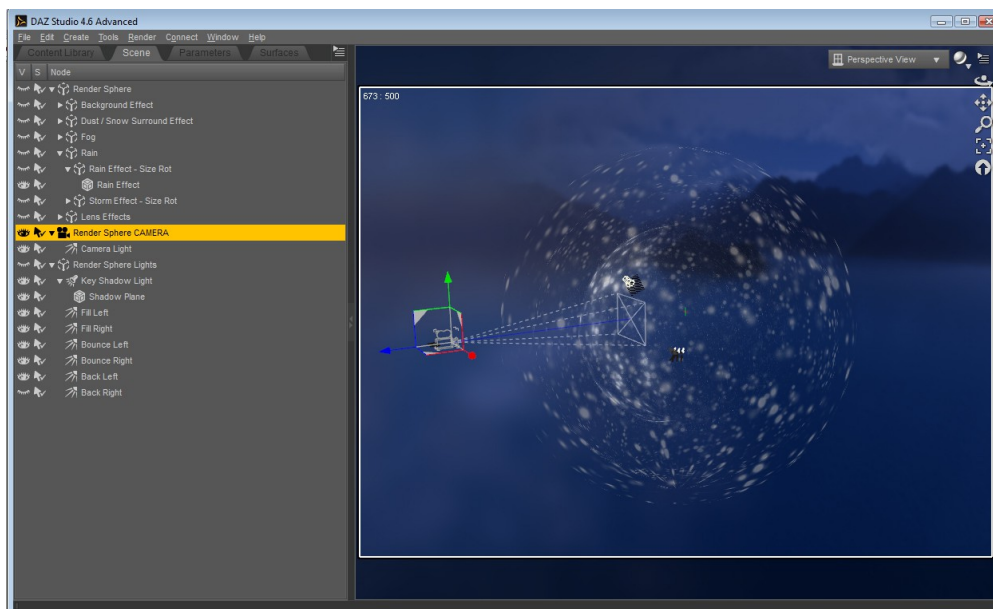 DAZ Studio 4.6 Advanced
File Edit Create Tools Render Connect Window Help
Content Library Scene Parameters Surfaces
V S Node
Perspective View
673 : 500
Render Sphere
Background Effect
Dust / Snow Surround Effect
Fog
Rain
Rain Effect - Size Rot
Rain Effect
Storm Effect - Size Rot
Lens Effects
Render Sphere CAMERA
Camera Light
Render Sphere Lights
Key Shadow Light
Shadow Plane
Fill Left
Fill Right
Bounce Left
Bounce Right
Back Left
Back Right